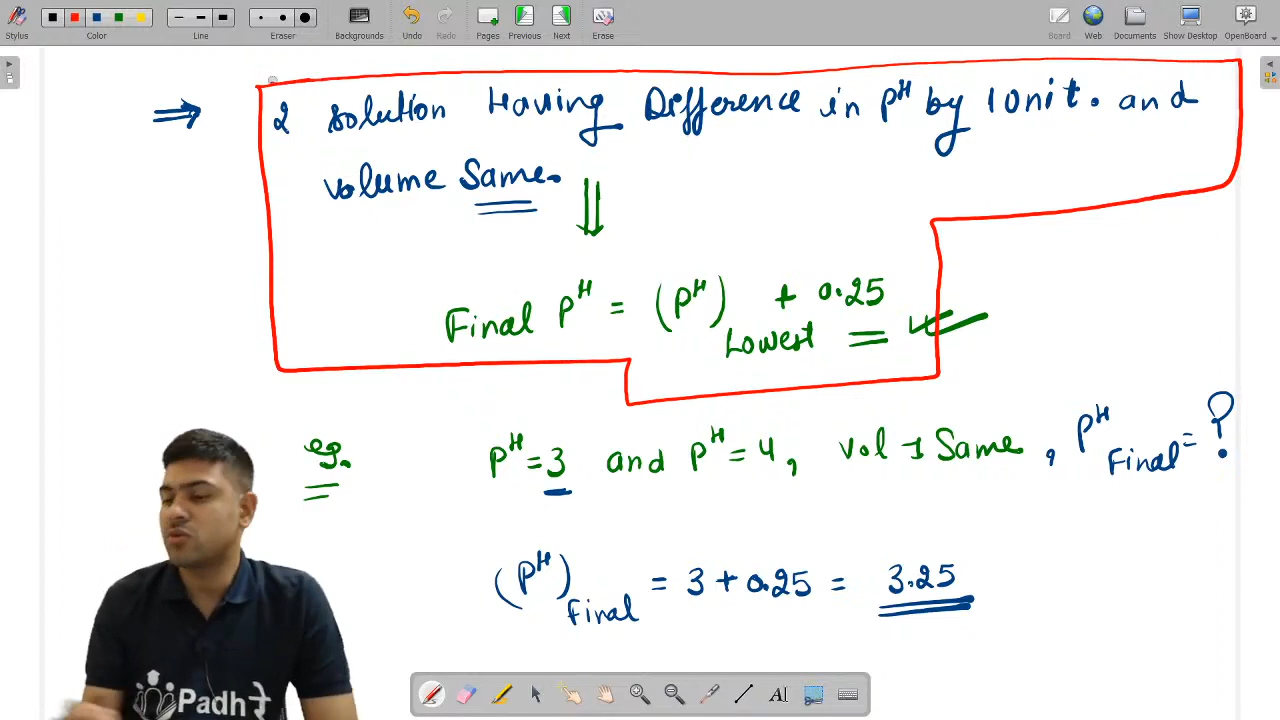 Stylus
Color
Line
Eraser
Backgrounds
Undo
Redo
Pages
Previous
Next
Erase
Board
Web
Documents
Show Desktop
OpenBoard
⇒ 2 solution Having Difference in pH by 1 Unit. and
volume Same.
⇓
Final pH = (pH)Lowest + 0.25
eg. pH = 3 and pH = 4, vol → Same, pH Final = ?
(pH)Final = 3 + 0.25 = 3.25
Padhरे